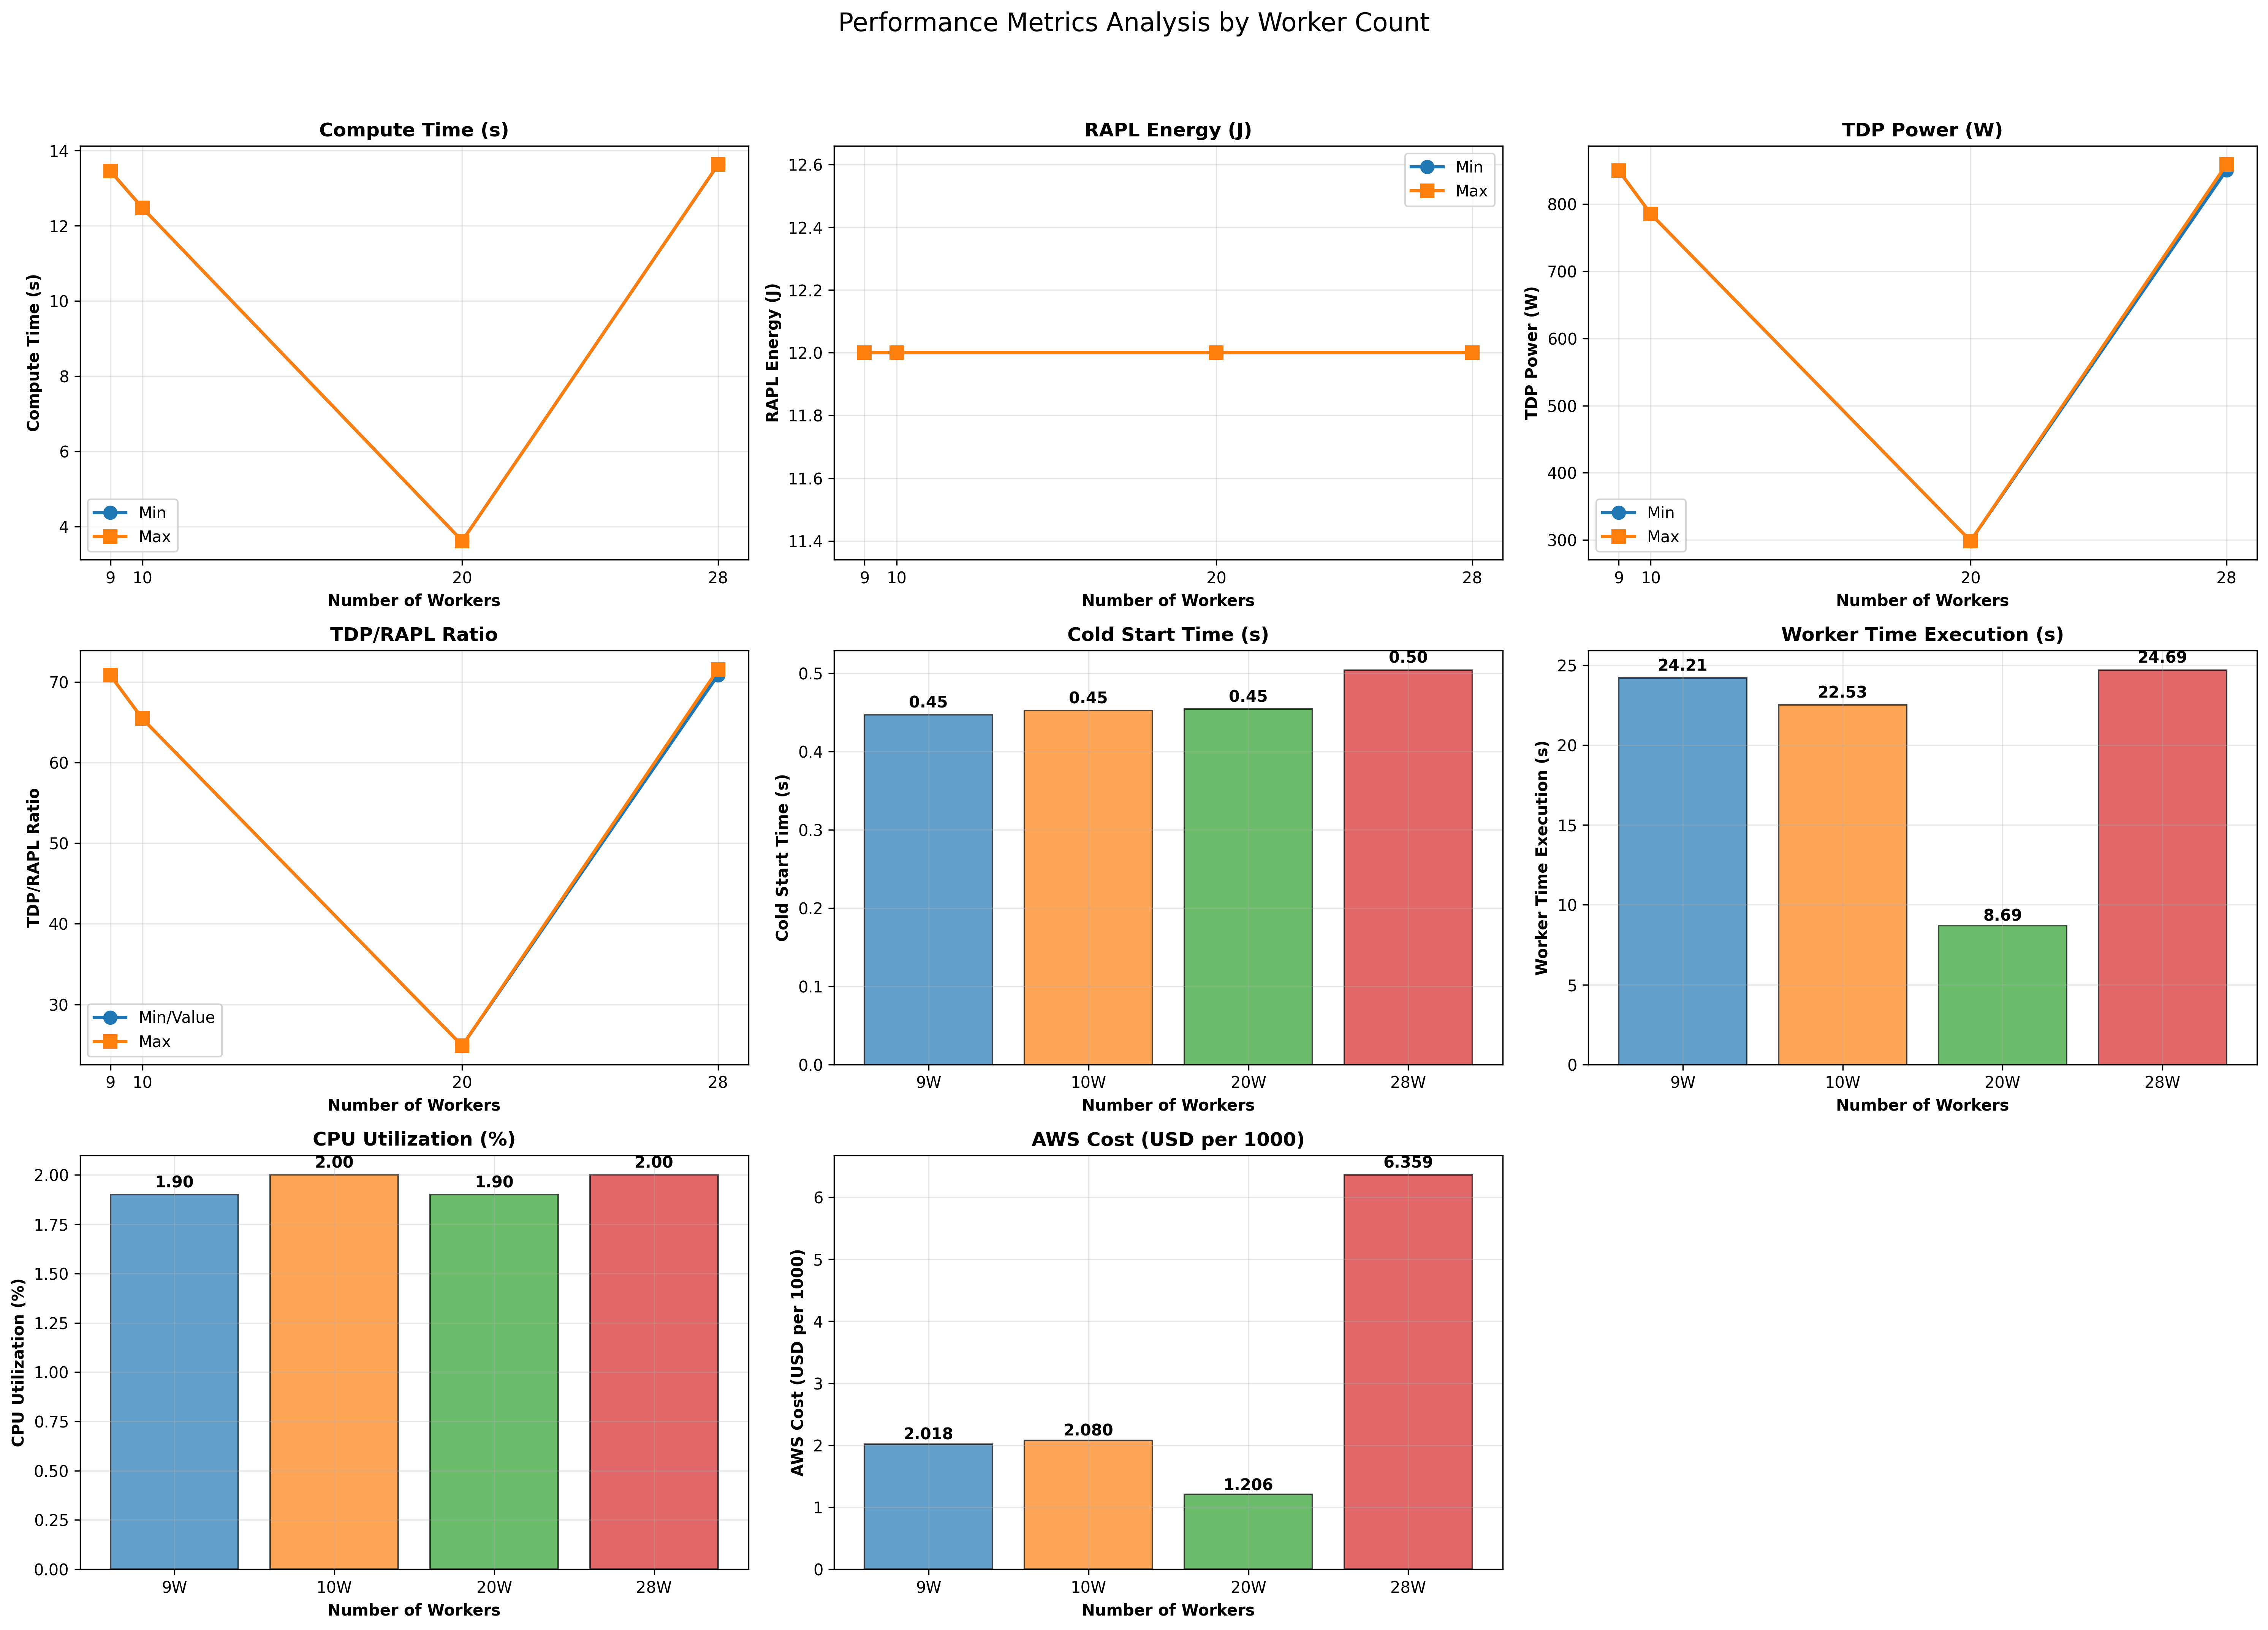 Performance Metrics Analysis by Worker Count
Compute Time (s)
Compute Time (s)
14
12
10
8
6
4
Min
Max
9 10 20 28
Number of Workers
RAPL Energy (J)
RAPL Energy (J)
12.6
12.4
12.2
12.0
11.8
11.6
11.4
Min
Max
9 10 20 28
Number of Workers
TDP Power (W)
TDP Power (W)
800
700
600
500
400
300
Min
Max
9 10 20 28
Number of Workers
TDP/RAPL Ratio
TDP/RAPL Ratio
70
60
50
40
30
Min/Value
Max
9 10 20 28
Number of Workers
Cold Start Time (s)
Cold Start Time (s)
0.5
0.4
0.3
0.2
0.1
0.0
0.45 0.45 0.45 0.50
9W 10W 20W 28W
Number of Workers
Worker Time Execution (s)
Worker Time Execution (s)
25
20
15
10
5
0
24.21 22.53 8.69 24.69
9W 10W 20W 28W
Number of Workers
CPU Utilization (%)
CPU Utilization (%)
2.00
1.75
1.50
1.25
1.00
0.75
0.50
0.25
0.00
1.90 2.00 1.90 2.00
9W 10W 20W 28W
Number of Workers
AWS Cost (USD per 1000)
AWS Cost (USD per 1000)
6
5
4
3
2
1
0
2.018 2.080 1.206 6.359
9W 10W 20W 28W
Number of Workers